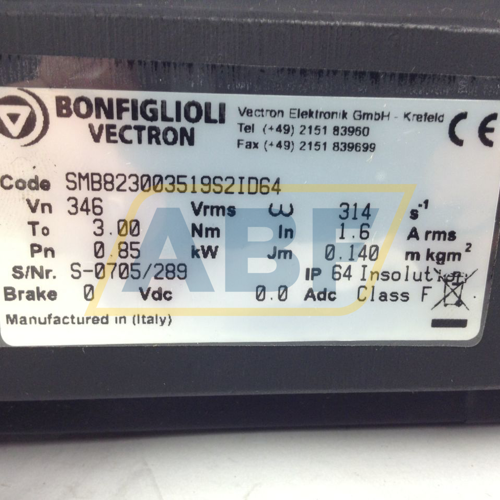 BONFIGLIOLI
VECTRON
Vectron Elektronik GmbH - Krefeld
Tel (+49) 2151 83960
Fax (+49) 2151 839699
CE
Code SMB823003519S2ID64
Vn 346 Vrms ω 314 s⁻¹
To 3.00 Nm In 1.6 A rms
Pn 0.85 kW Jm 0.140 m kgm²
S/Nr. S-0705/289 IP 64 Insolut
Brake 0 Vdc 0.0 Adc Class F
Manufactured in (Italy)
ABF